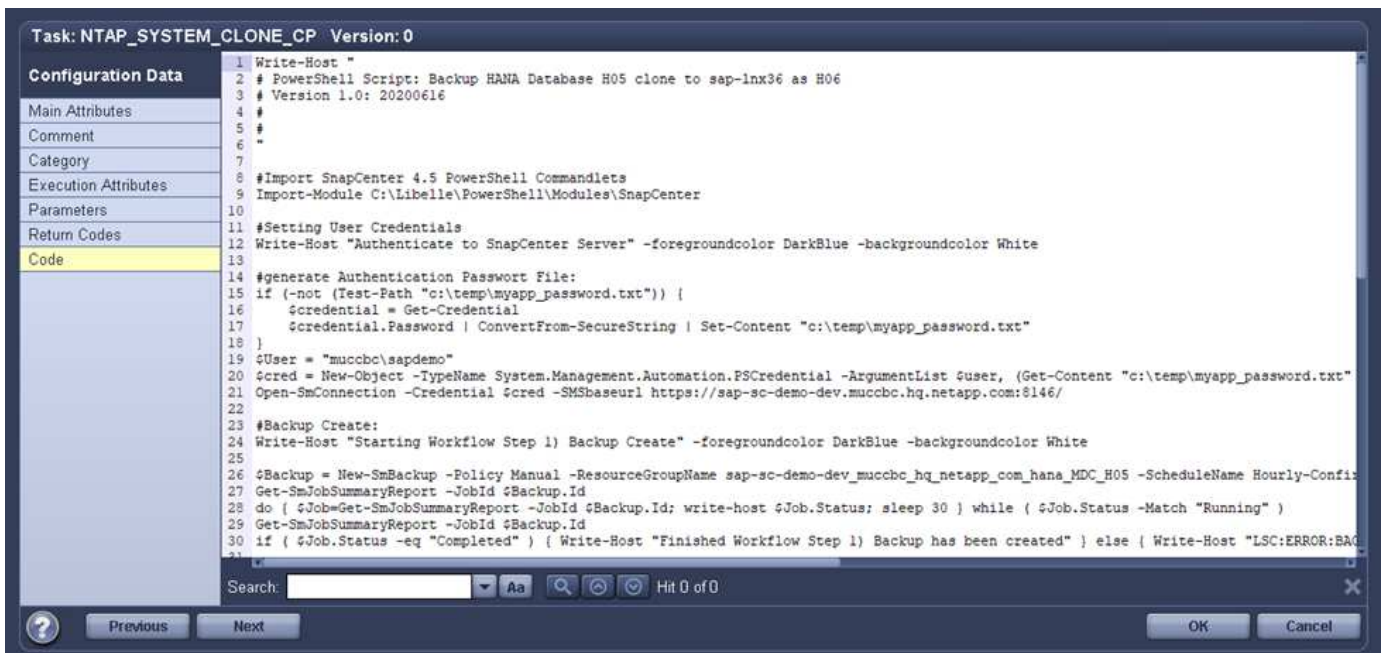 Task: NTAP_SYSTEM_CLONE_CP Version: 0
Configuration Data
Main Attributes
Comment
Category
Execution Attributes
Parameters
Return Codes
Code
1 Write-Host "
2 # PowerShell Script: Backup HANA Database H05 clone to sap-lnx36 as H06
3 # Version 1.0: 20200616
4 #
5 #
6 "
7
8 #Import SnapCenter 4.5 PowerShell Commandlets
9 Import-Module C:\Libelle\PowerShell\Modules\SnapCenter
10
11 #Setting User Credentials
12 Write-Host "Authenticate to SnapCenter Server" -foregroundcolor DarkBlue -backgroundcolor White
13
14 #generate Authentication Passwort File:
15 if (-not (Test-Path "c:\temp\myapp_password.txt")) {
16 $credential = Get-Credential
17 $credential.Password | ConvertFrom-SecureString | Set-Content "c:\temp\myapp_password.txt"
18 }
19 $User = "muccbc\sapdemo"
20 $cred = New-Object -TypeName System.Management.Automation.PSCredential -ArgumentList $user, (Get-Content "c:\temp\myapp_password.txt"
21 Open-SmConnection -Credential $cred -SMSbaseurl https://sap-sc-demo-dev.muccbc.hq.netapp.com:8146/
22
23 #Backup Create:
24 Write-Host "Starting Workflow Step 1) Backup Create" -foregroundcolor DarkBlue -backgroundcolor White
25
26 $Backup = New-SmBackup -Policy Manual -ResourceGroupName sap-sc-demo-dev_muccbc_hq_netapp_com_hana_MDC_H05 -ScheduleName Hourly-Confi
27 Get-SmJobSummaryReport -JobId $Backup.Id
28 do { $Job=Get-SmJobSummaryReport -JobId $Backup.Id; write-host $Job.Status; sleep 30 } while ( $Job.Status -Match "Running" )
29 Get-SmJobSummaryReport -JobId $Backup.Id
30 if ( $Job.Status -eq "Completed" ) { Write-Host "Finished Workflow Step 1) Backup has been created" } else { Write-Host "LSC:ERROR:BAC
31
Search: Aa Hit 0 of 0
? Previous Next OK Cancel